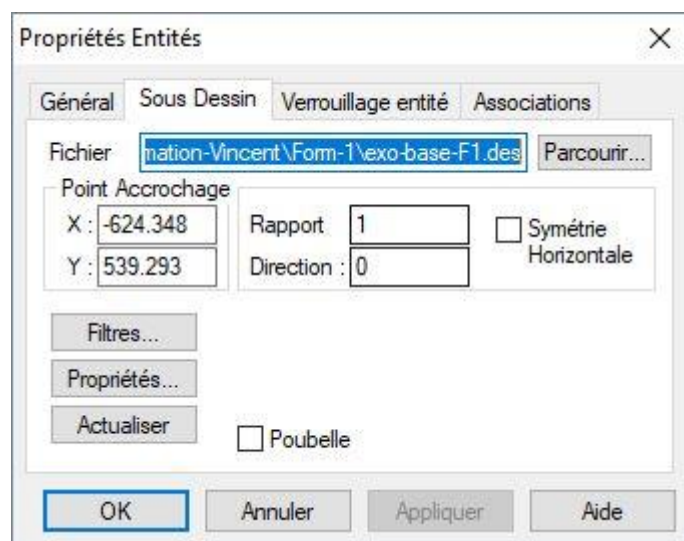 Propriétés Entités
Général Sous Dessin Verrouillage entité Associations
Fichier mation-Vincent\Form-1\exo-base-F1.des Parcourir...
Point Accrochage
X : -624.348 Rapport 1 Symétrie
Horizontale
Y : 539.293 Direction : 0
Filtres...
Propriétés...
Actualiser Poubelle
OK Annuler Appliquer Aide